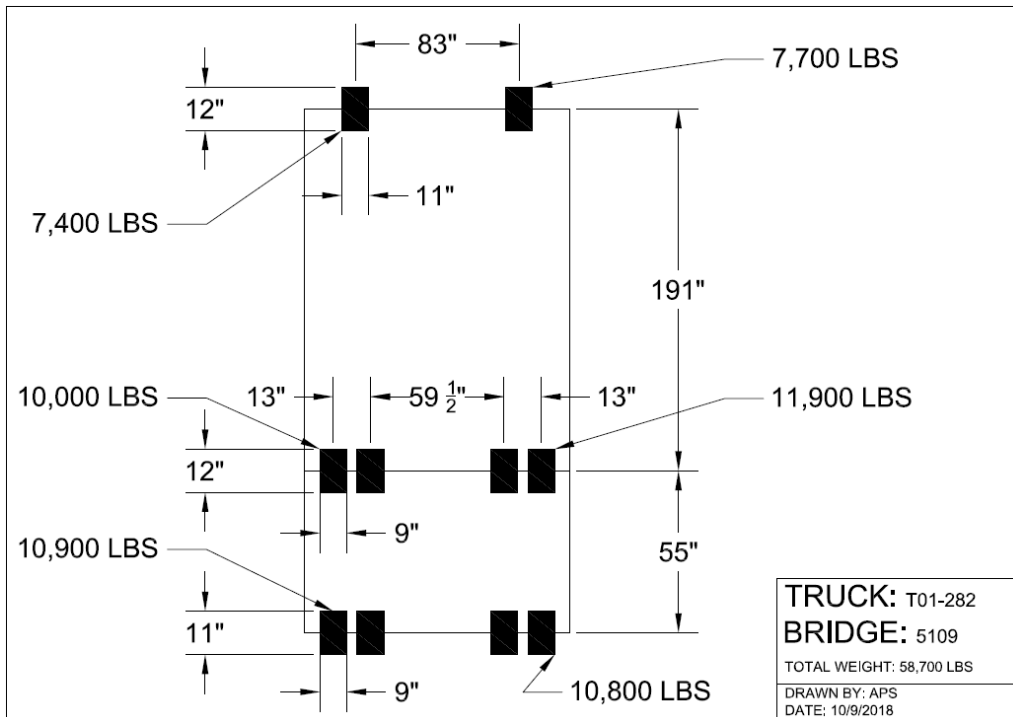 83"
7,700 LBS
12"
11"
7,400 LBS
191"
10,000 LBS
13"
59 1/2"
13"
11,900 LBS
12"
9"
10,900 LBS
55"
11"
9"
10,800 LBS
TRUCK: T01-282
BRIDGE: 5109
TOTAL WEIGHT: 58,700 LBS
DRAWN BY: APS
DATE: 10/9/2018